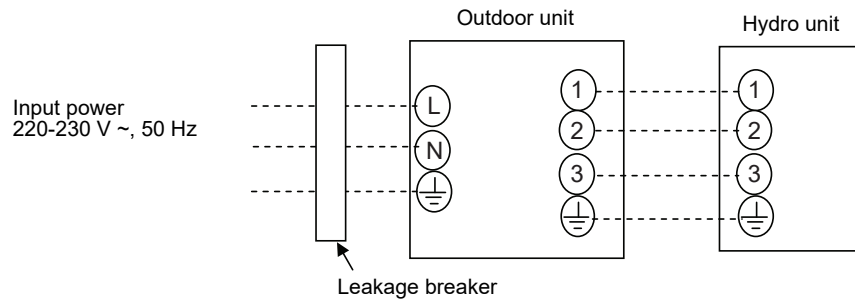 Outdoor unit
Hydro unit
Input power
220-230 V ~, 50 Hz
L
N
1
2
3
1
2
3
Leakage breaker